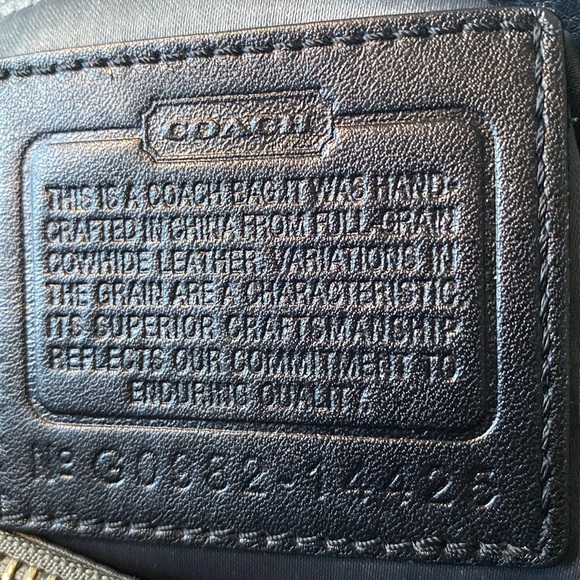 COACH
THIS IS A COACH BAG. IT WAS HAND-
CRAFTED IN CHINA FROM FULL-GRAIN
COWHIDE LEATHER. VARIATIONS IN
THE GRAIN ARE A CHARACTERISTIC.
ITS SUPERIOR CRAFTSMANSHIP
REFLECTS OUR COMMITMENT TO
ENDURING QUALITY.
Nº G0982-14425